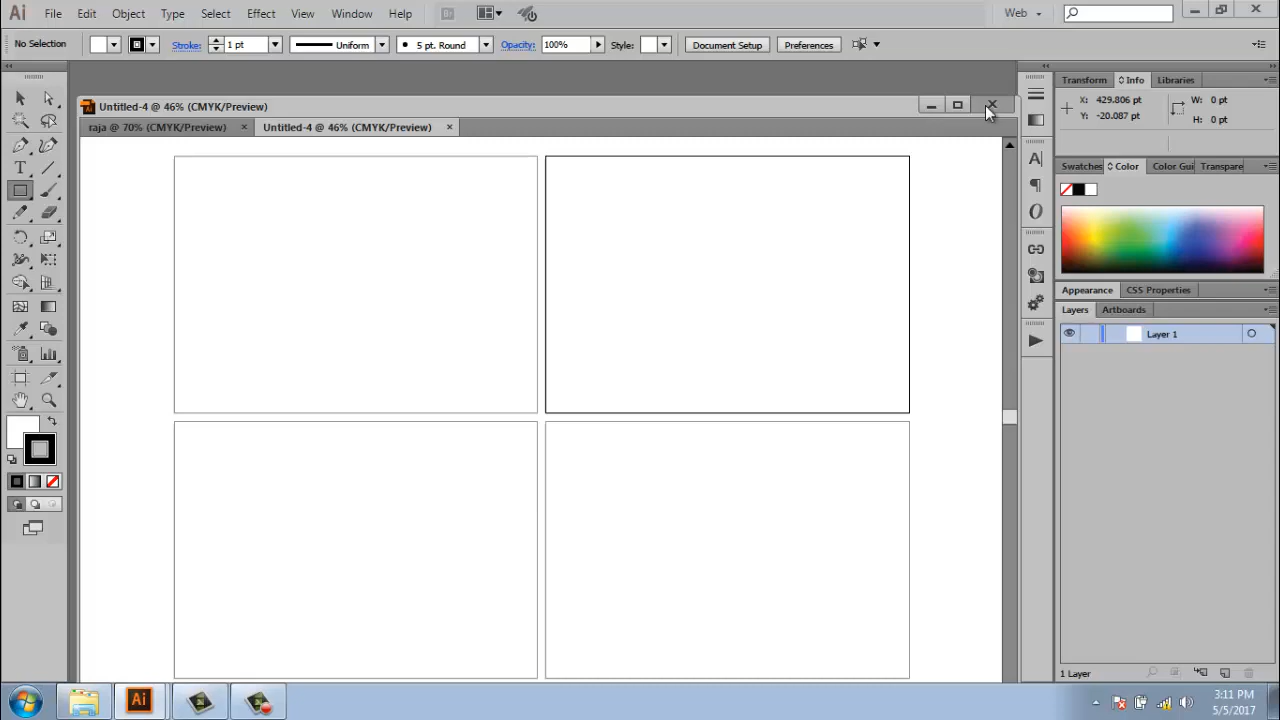 Ai File Edit Object Type Select Effect View Window Help Br Web
No Selection Stroke: 1 pt Uniform 5 pt. Round Opacity: 100% Style: Document Setup Preferences
Transform Info Libraries
Untitled-4 @ 46% (CMYK/Preview)
X: 429.806 pt W: 0 pt
Y: -20.087 pt H: 0 pt
raja @ 70% (CMYK/Preview) × Untitled-4 @ 46% (CMYK/Preview) ×
Swatches Color Color Gui Transpare
Appearance CSS Properties
Layers Artboards
Layer 1
1 Layer
Ai
3:11 PM
5/5/2017